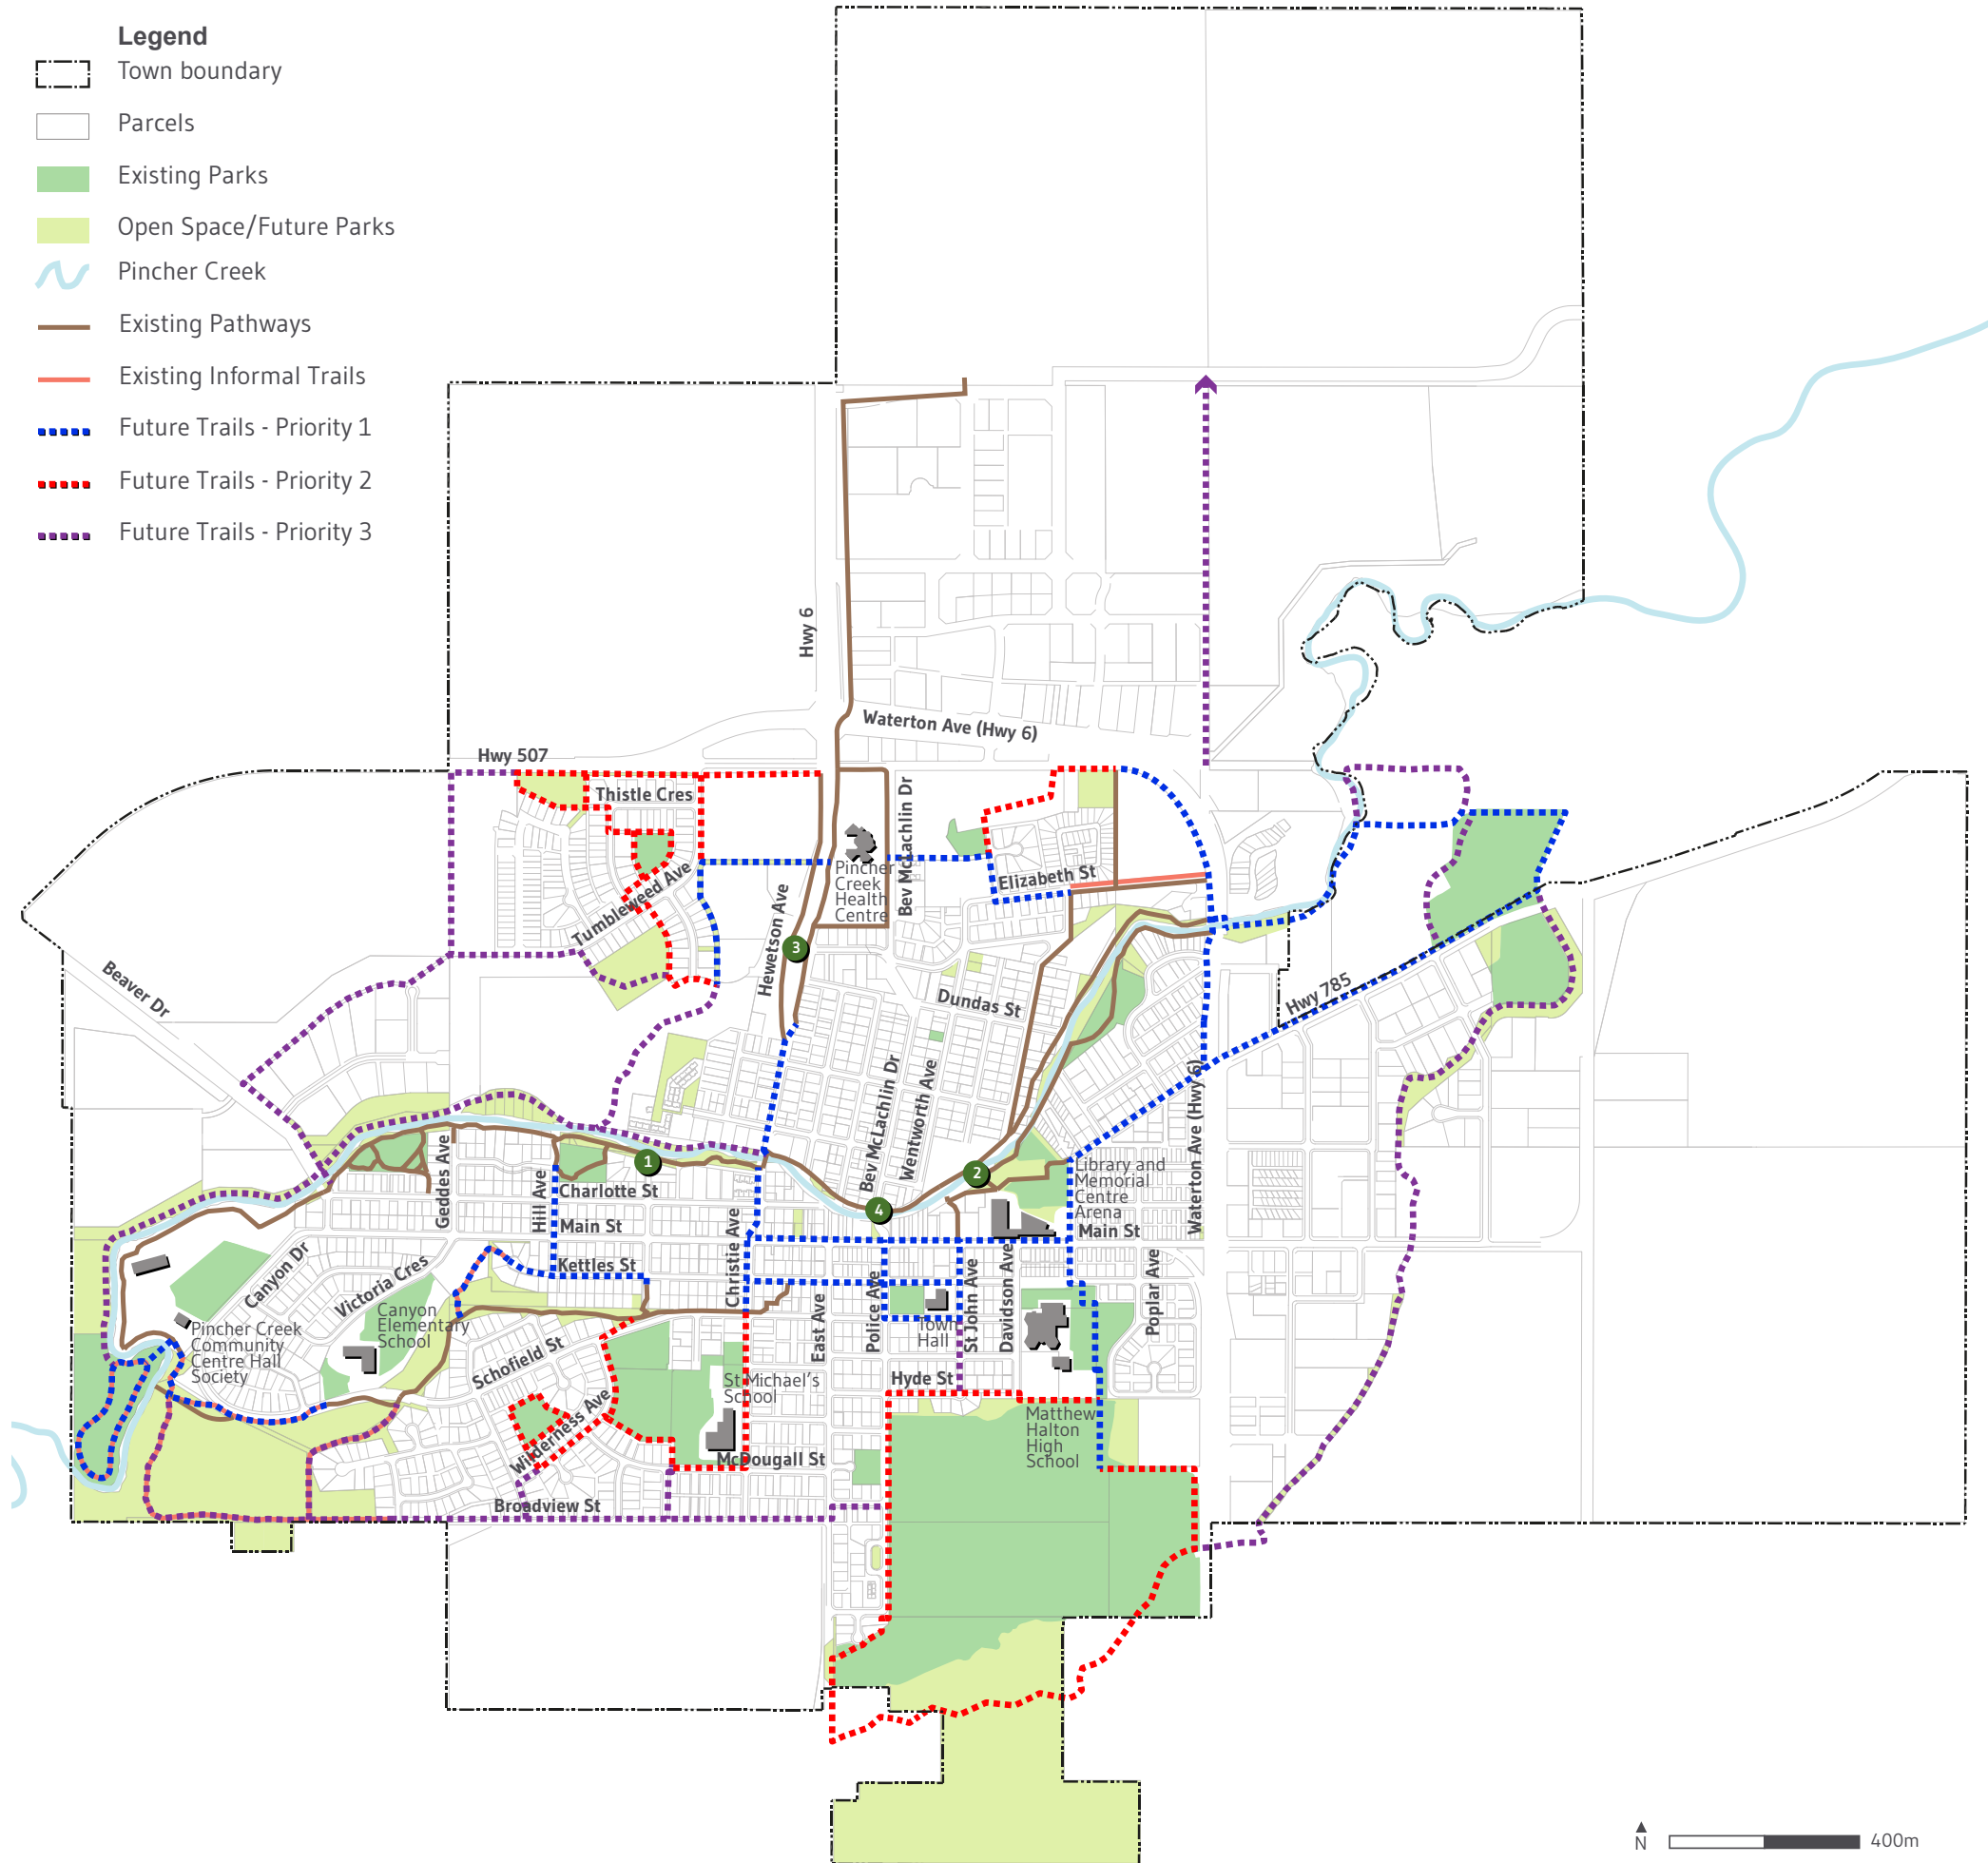 Legend
Town boundary
Parcels
Existing Parks
Open Space/Future Parks
Pincher Creek
Existing Pathways
Existing Informal Trails
Future Trails - Priority 1
Future Trails - Priority 2
Future Trails - Priority 3
Hwy 6
Waterton Ave (Hwy 6)
Hwy 507
Thistle Cres
Bev McLachlin Dr
Pincher
Creek
Health
Centre
Elizabeth St
Tumbleweed Ave
Hewetson Ave
3
Beaver Dr
Dundas St
Hwy 785
Bev McLachlin Dr
Wentworth Ave
Waterton Ave (Hwy 6)
Geddes Ave
Hill Ave
1
2
Library and
Memorial
Centre
Arena
Charlotte St
4
Main St
Main St
Christie Ave
Kettles St
Canyon Dr
Victoria Cres
Canyon
Elementary
School
East Ave
Police Ave
St John Ave
Davidson Ave
Poplar Ave
Pincher Creek
Community
Centre Hall
Society
Town
Hall
Schofield St
St Michael's
School
Hyde St
Wilderness Ave
Matthew
Halton
High
School
McDougall St
Broadview St
N
400m